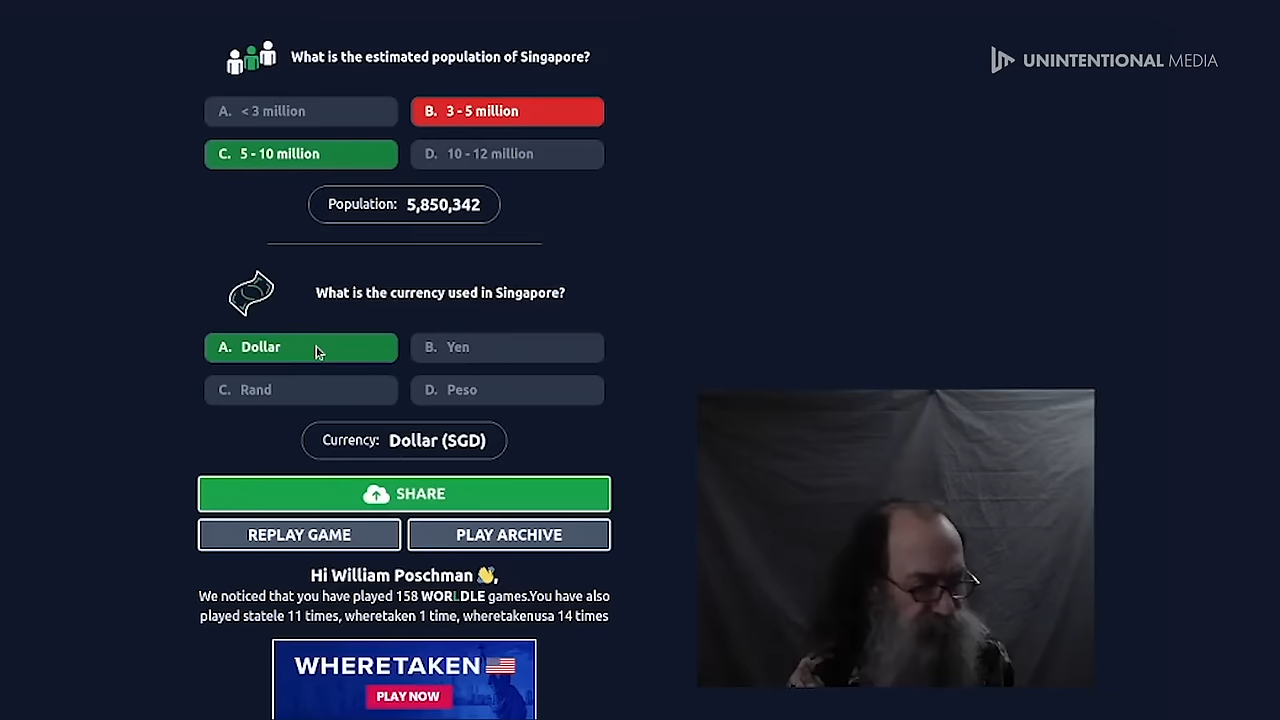 What is the estimated population of Singapore?
UNINTENTIONAL MEDIA
A. < 3 million
B. 3 - 5 million
C. 5 - 10 million
D. 10 - 12 million
Population: 5,850,342
What is the currency used in Singapore?
A. Dollar
B. Yen
C. Rand
D. Peso
Currency: Dollar (SGD)
SHARE
REPLAY GAME
PLAY ARCHIVE
Hi William Poschman 👋,
We noticed that you have played 158 WORLDLE games.You have also
played statele 11 times, wheretaken 1 time, wheretakenusa 14 times
WHERETAKEN
PLAY NOW